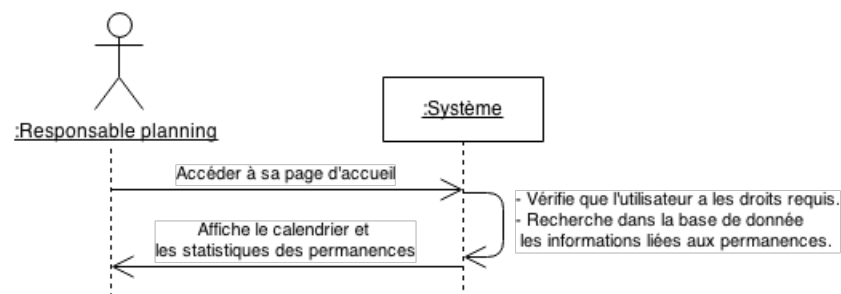 :Système
:Responsable planning
Accéder à sa page d'accueil
- Vérifie que l'utilisateur a les droits requis.
- Recherche dans la base de donnée
les informations liées aux permanences.
Affiche le calendrier et
les statistiques des permanences